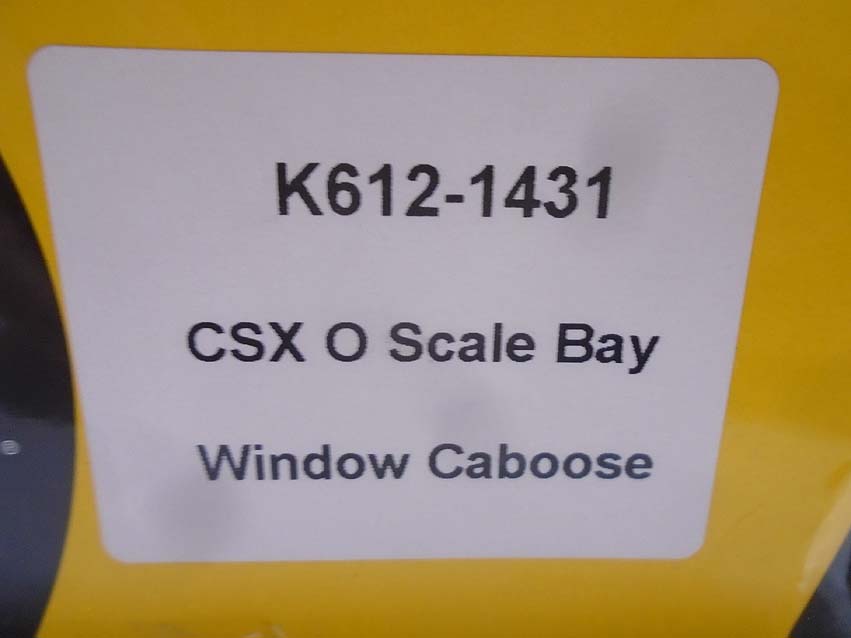 K612-1431
CSX O Scale Bay
Window Caboose
®